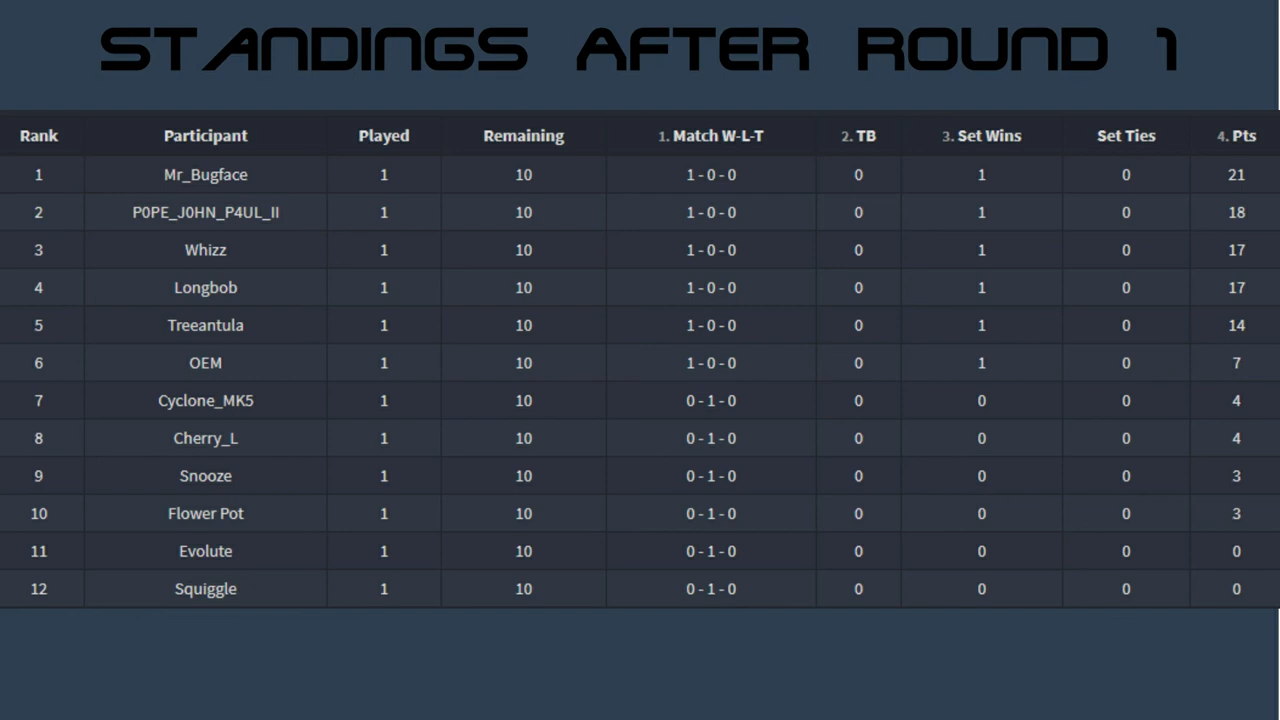 STANDINGS AFTER ROUND 1
Rank Participant Played Remaining 1. Match W-L-T 2. TB 3. Set Wins Set Ties 4. Pts
1 Mr_Bugface 1 10 1 - 0 - 0 0 1 0 21
2 P0PE_J0HN_P4UL_II 1 10 1 - 0 - 0 0 1 0 18
3 Whizz 1 10 1 - 0 - 0 0 1 0 17
4 Longbob 1 10 1 - 0 - 0 0 1 0 17
5 Treeantula 1 10 1 - 0 - 0 0 1 0 14
6 OEM 1 10 1 - 0 - 0 0 1 0 7
7 Cyclone_MK5 1 10 0 - 1 - 0 0 0 0 4
8 Cherry_L 1 10 0 - 1 - 0 0 0 0 4
9 Snooze 1 10 0 - 1 - 0 0 0 0 3
10 Flower Pot 1 10 0 - 1 - 0 0 0 0 3
11 Evolute 1 10 0 - 1 - 0 0 0 0 0
12 Squiggle 1 10 0 - 1 - 0 0 0 0 0